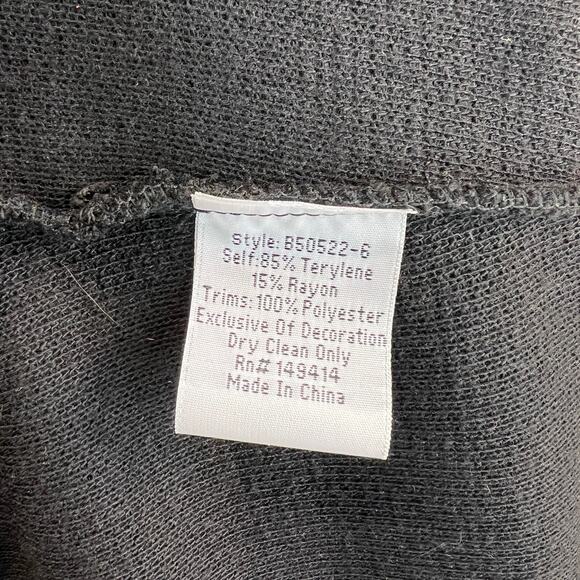 Style: B50522-6
Self:85% Terylene
15% Rayon
Trims:100% Polyester
Exclusive Of Decoration
Dry Clean Only
Rn# 149414
Made In China